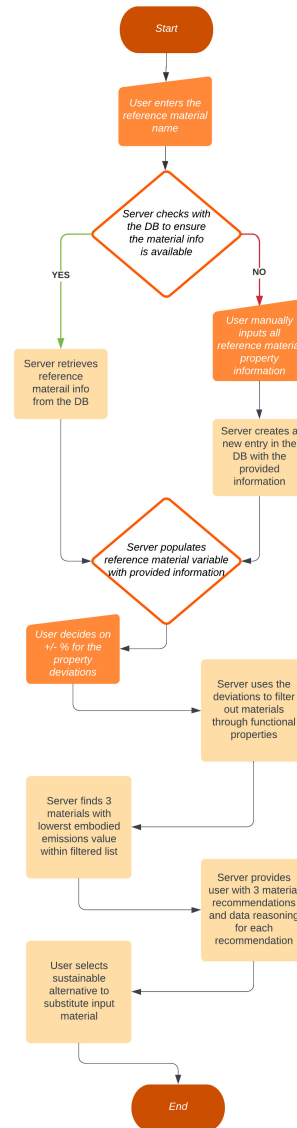 Start
User enters the
reference material
name
Server checks with
the DB to ensure
the material info
is available
YES
NO
User manually
inputs all
reference material
property
information
Server retrieves
reference
materail info
from the DB
Server creates a
new entry in the
DB with the
provided
information
Server populates
reference material variable
with provided information
User decides on
+/- % for the
property
deviations
Server uses the
deviations to filter
out materials
through functional
properties
Server finds 3
materials with
lowest embodied
emissions value
within filtered list
Server provides
user with 3 material
recommendations
and data reasoning
for each
recommendation
User selects
sustainable
alternative to
substitute input
material
End